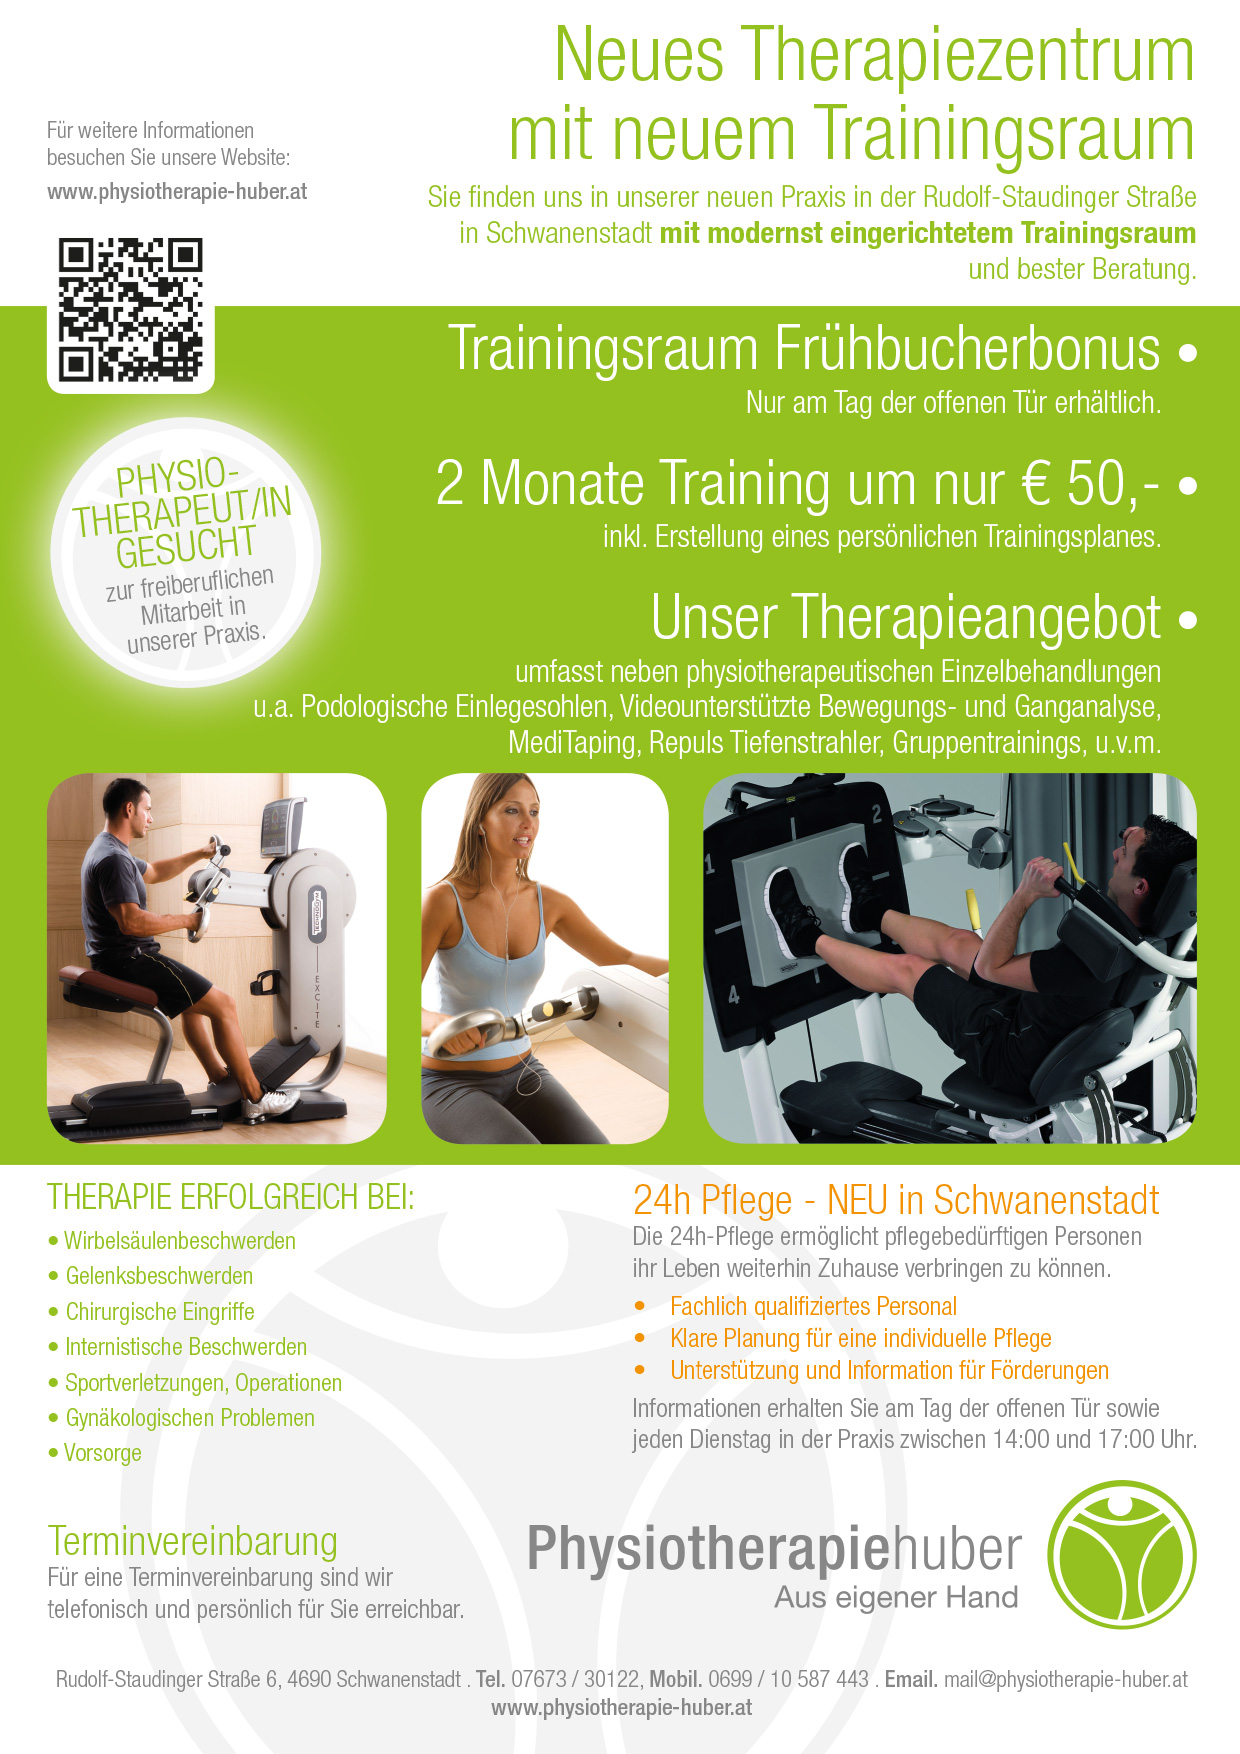 Neues Therapiezentrum
mit neuem Trainingsraum
Für weitere Informationen
besuchen Sie unsere Website:
www.physiotherapie-huber.at
Sie finden uns in unserer neuen Praxis in der Rudolf-Staudinger Straße
in Schwanenstadt mit modernst eingerichtetem Trainingsraum
und bester Beratung.
Trainingsraum Frühbucherbonus •
Nur am Tag der offenen Tür erhältlich.
2 Monate Training um nur € 50,- •
inkl. Erstellung eines persönlichen Trainingsplanes.
PHYSIO-
THERAPEUT/IN
GESUCHT
zur freiberuflichen
Mitarbeit in
unserer Praxis.
Unser Therapieangebot •
umfasst neben physiotherapeutischen Einzelbehandlungen
u.a. Podologische Einlegesohlen, Videounterstützte Bewegungs- und Ganganalyse,
MediTaping, Repuls Tiefenstrahler, Gruppentrainings, u.v.m.
TECHNOGYM
EXCITE
1
2
4
THERAPIE ERFOLGREICH BEI:
• Wirbelsäulenbeschwerden
• Gelenksbeschwerden
• Chirurgische Eingriffe
• Internistische Beschwerden
• Sportverletzungen, Operationen
• Gynäkologischen Problemen
• Vorsorge
24h Pflege - NEU in Schwanenstadt
Die 24h-Pflege ermöglicht pflegebedürftigen Personen
ihr Leben weiterhin Zuhause verbringen zu können.
• Fachlich qualifiziertes Personal
• Klare Planung für eine individuelle Pflege
• Unterstützung und Information für Förderungen
Informationen erhalten Sie am Tag der offenen Tür sowie
jeden Dienstag in der Praxis zwischen 14:00 und 17:00 Uhr.
Terminvereinbarung
Für eine Terminvereinbarung sind wir
telefonisch und persönlich für Sie erreichbar.
Physiotherapiehuber
Aus eigener Hand
Rudolf-Staudinger Straße 6, 4690 Schwanenstadt . Tel. 07673 / 30122, Mobil. 0699 / 10 587 443 . Email. mail@physiotherapie-huber.at
www.physiotherapie-huber.at